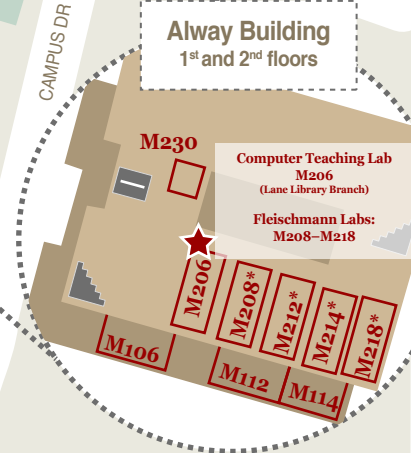 CAMPUS DR
Alway Building
1st and 2nd floors
M230
Computer Teaching Lab
M206
(Lane Library Branch)
Fleischmann Labs:
M208–M218
M206
M208*
M212*
M214*
M218*
M106
M112
M114